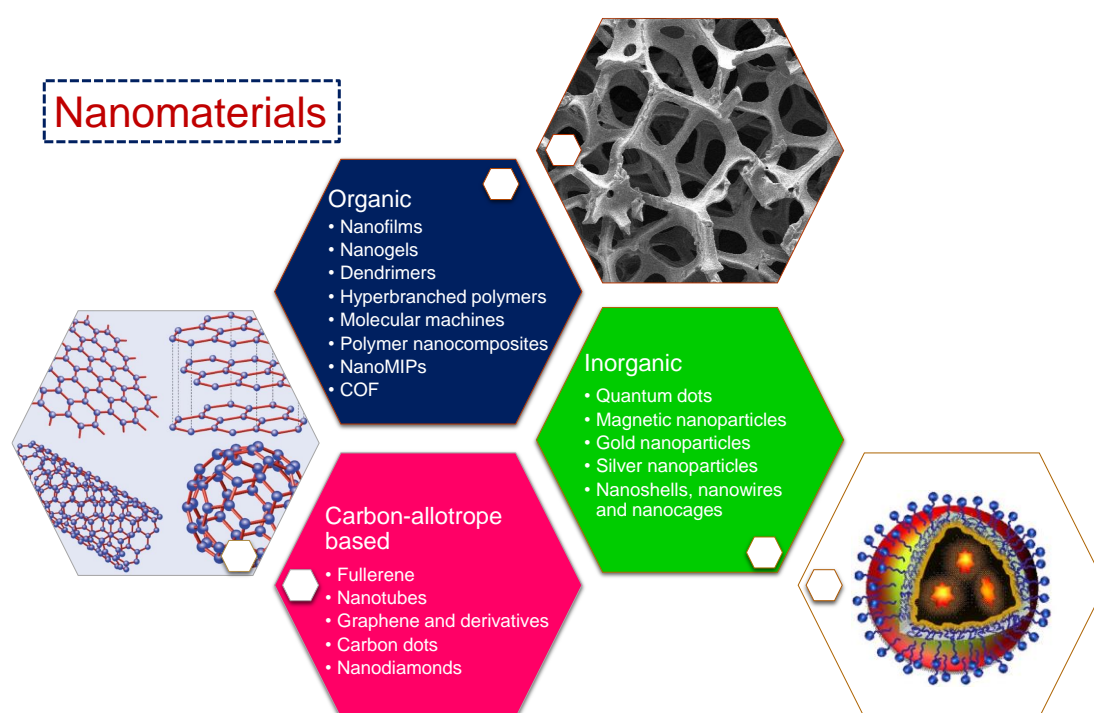 Nanomaterials
Organic
• Nanofilms
• Nanogels
• Dendrimers
• Hyperbranched polymers
• Molecular machines
• Polymer nanocomposites
• NanoMIPs
• COF
Inorganic
• Quantum dots
• Magnetic nanoparticles
• Gold nanoparticles
• Silver nanoparticles
• Nanoshells, nanowires
and nanocages
Carbon-allotrope
based
• Fullerene
• Nanotubes
• Graphene and derivatives
• Carbon dots
• Nanodiamonds